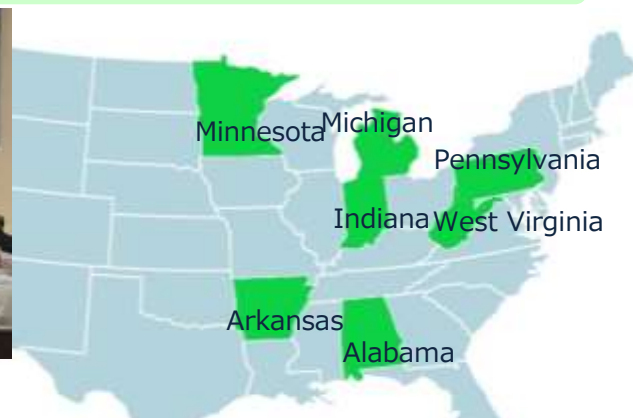 Minnesota
Michigan
Pennsylvania
Indiana
West Virginia
Arkansas
Alabama